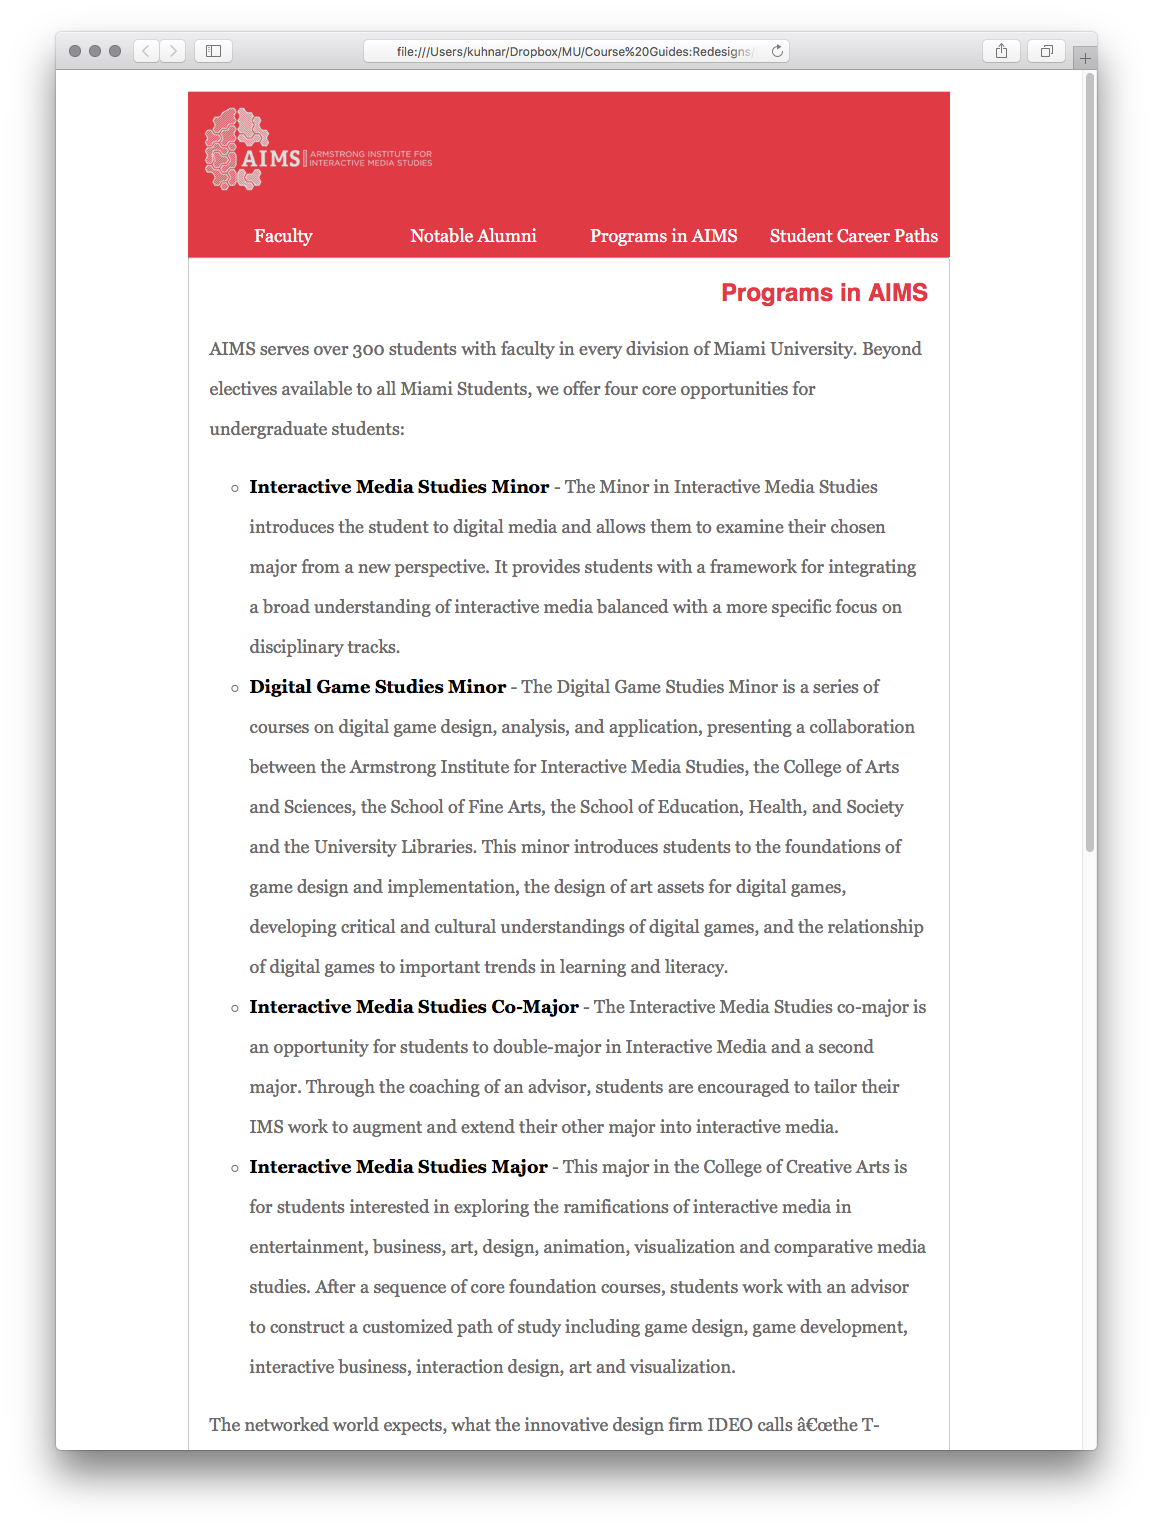 file:///Users/kuhnar/Dropbox/MU/Course%20Guides:Redesigns/
AIMS
ARMSTRONG INSTITUTE FOR
INTERACTIVE MEDIA STUDIES
Faculty Notable Alumni Programs in AIMS Student Career Paths
Programs in AIMS
AIMS serves over 300 students with faculty in every division of Miami University. Beyond
electives available to all Miami Students, we offer four core opportunities for
undergraduate students:
Interactive Media Studies Minor - The Minor in Interactive Media Studies
introduces the student to digital media and allows them to examine their chosen
major from a new perspective. It provides students with a framework for integrating
a broad understanding of interactive media balanced with a more specific focus on
disciplinary tracks.
Digital Game Studies Minor - The Digital Game Studies Minor is a series of
courses on digital game design, analysis, and application, presenting a collaboration
between the Armstrong Institute for Interactive Media Studies, the College of Arts
and Sciences, the School of Fine Arts, the School of Education, Health, and Society
and the University Libraries. This minor introduces students to the foundations of
game design and implementation, the design of art assets for digital games,
developing critical and cultural understandings of digital games, and the relationship
of digital games to important trends in learning and literacy.
Interactive Media Studies Co-Major - The Interactive Media Studies co-major is
an opportunity for students to double-major in Interactive Media and a second
major. Through the coaching of an advisor, students are encouraged to tailor their
IMS work to augment and extend their other major into interactive media.
Interactive Media Studies Major - This major in the College of Creative Arts is
for students interested in exploring the ramifications of interactive media in
entertainment, business, art, design, animation, visualization and comparative media
studies. After a sequence of core foundation courses, students work with an advisor
to construct a customized path of study including game design, game development,
interactive business, interaction design, art and visualization.
The networked world expects, what the innovative design firm IDEO calls â€œthe T-